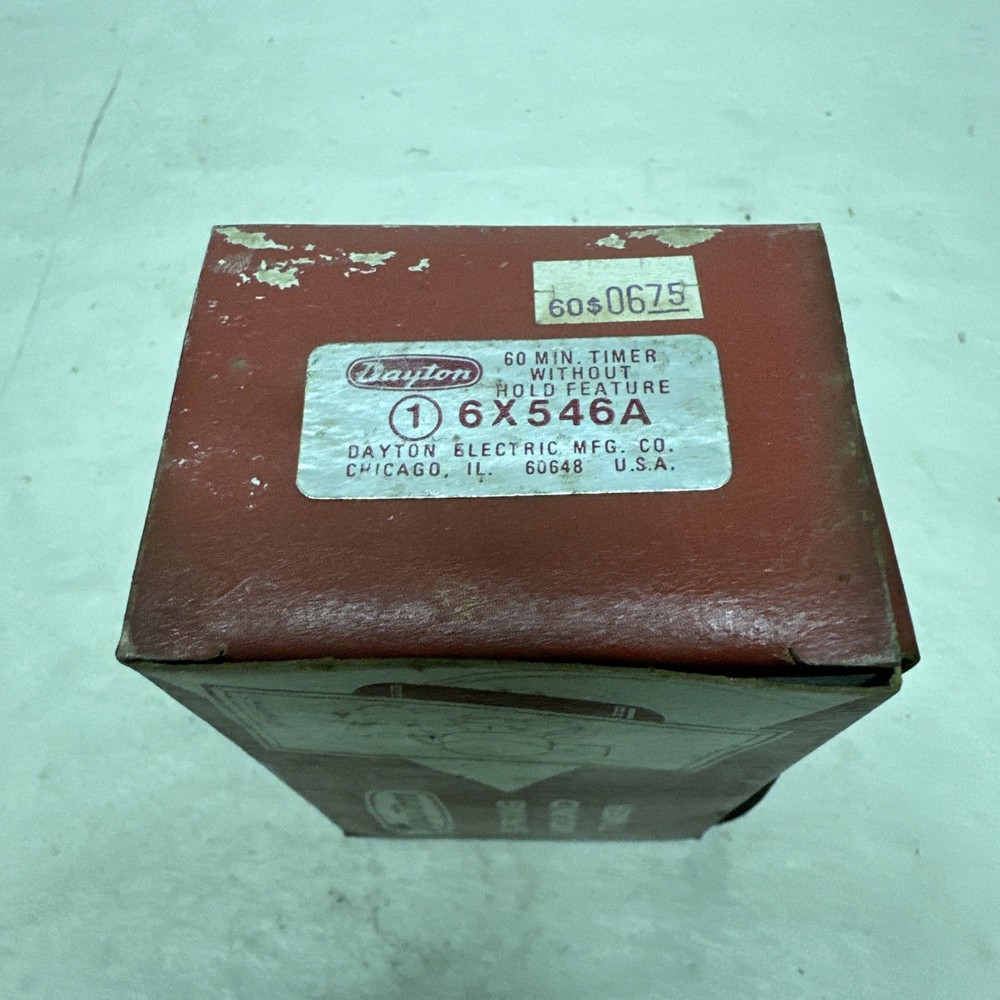 60$0675
Dayton
60 MIN. TIMER
WITHOUT
HOLD FEATURE
1 6X546A
DAYTON ELECTRIC MFG. CO.
CHICAGO, IL. 60648 U.S.A.